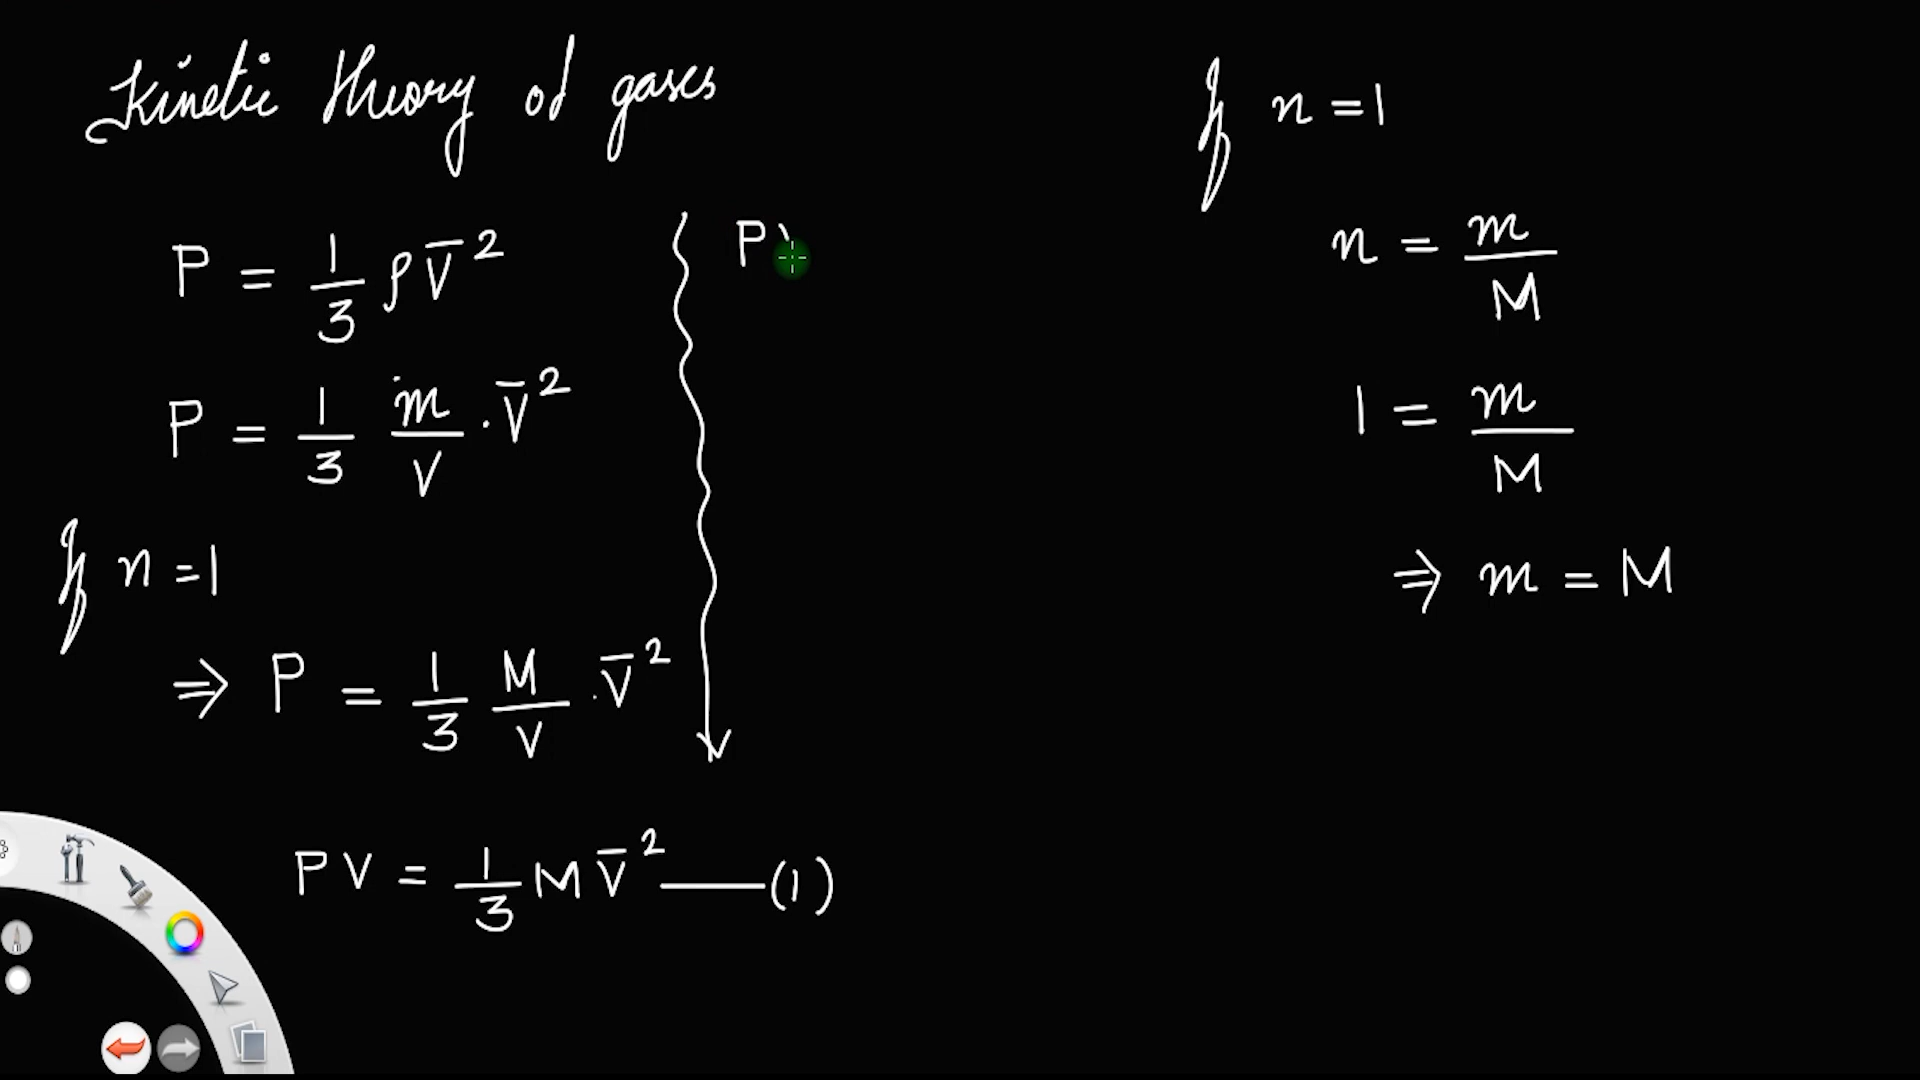 Kinetic theory of gases
P = 1/3 ρ V̄²
P = 1/3 m/V · V̄²
If n = 1
⇒ P = 1/3 M/V · V̄²
PV = 1/3 M V̄² —— (1)
P
If n = 1
n = m/M
1 = m/M
⇒ m = M